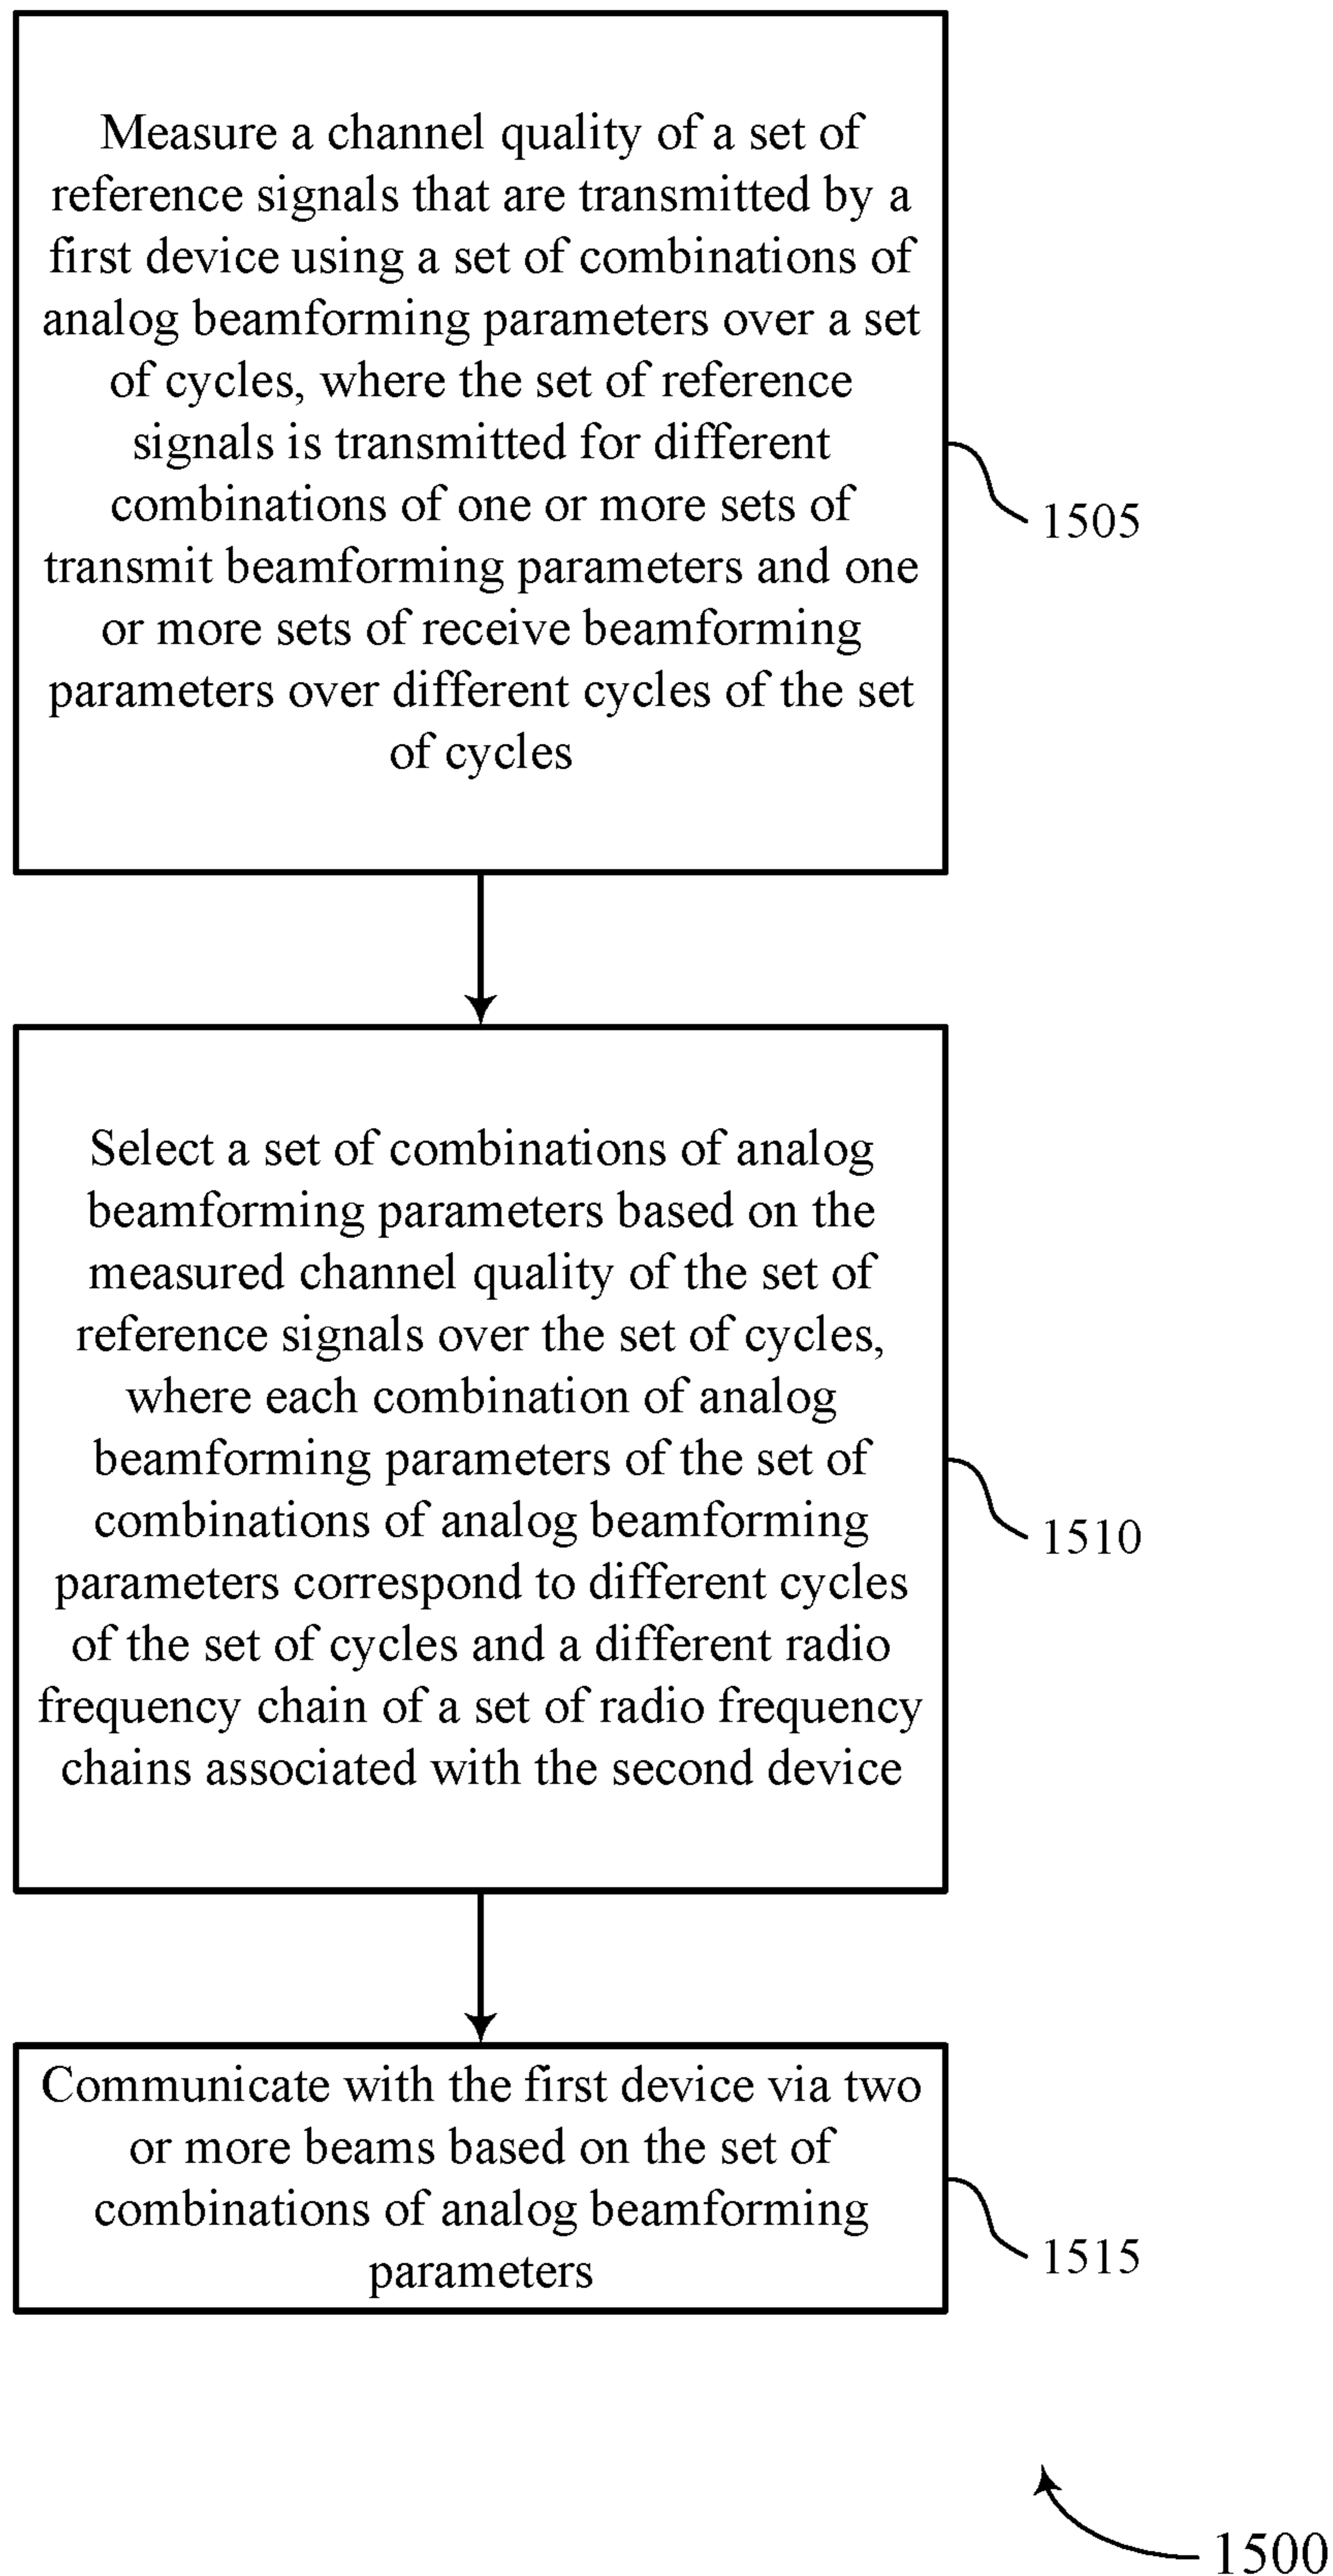 Measure a channel quality of a set of
reference signals that are transmitted by a
first device using a set of combinations of
analog beamforming parameters over a set
of cycles, where the set of reference
signals is transmitted for different
combinations of one or more sets of
transmit beamforming parameters and one
or more sets of receive beamforming
parameters over different cycles of the set
of cycles
1505
Select a set of combinations of analog
beamforming parameters based on the
measured channel quality of the set of
reference signals over the set of cycles,
where each combination of analog
beamforming parameters of the set of
combinations of analog beamforming
parameters correspond to different cycles
of the set of cycles and a different radio
frequency chain of a set of radio frequency
chains associated with the second device
1510
Communicate with the first device via two
or more beams based on the set of
combinations of analog beamforming
parameters
1515
1500